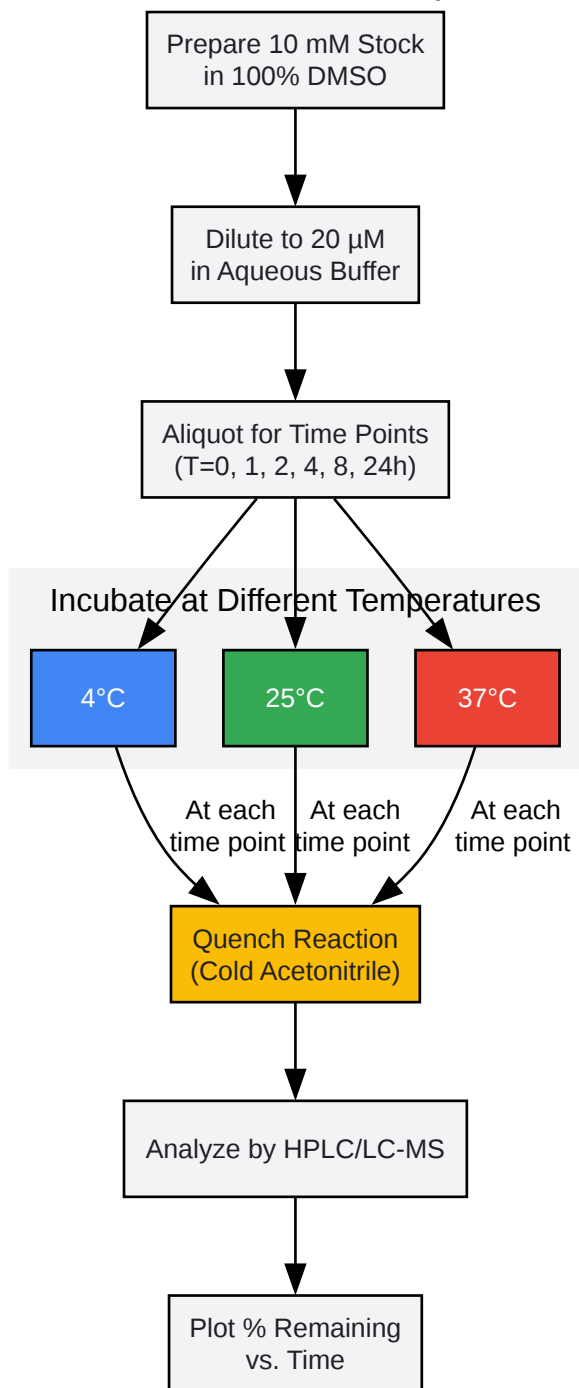 Prepare 10 mM Stock
in 100% DMSO
Dilute to 20 µM
in Aqueous Buffer
Aliquot for Time Points
(T=0, 1, 2, 4, 8, 24h)
Incubate at Different Temperatures
4°C
25°C
37°C
At each
time point
At each
time point
At each
time point
Quench Reaction
(Cold Acetonitrile)
Analyze by HPLC/LC-MS
Plot % Remaining
vs. Time